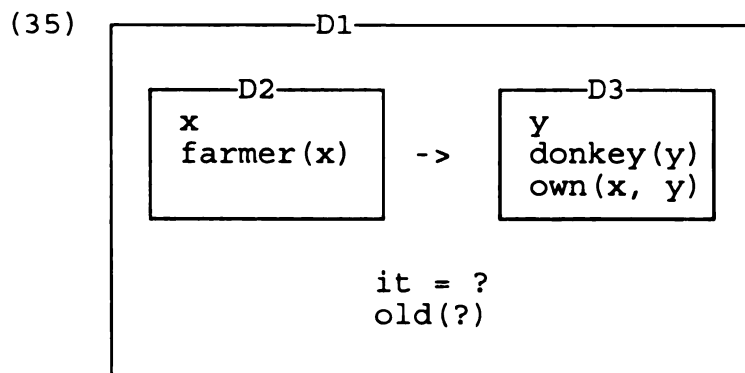 (35) D1
D2 D3
x y
farmer(x) -> donkey(y)
own(x, y)
it = ?
old(?)